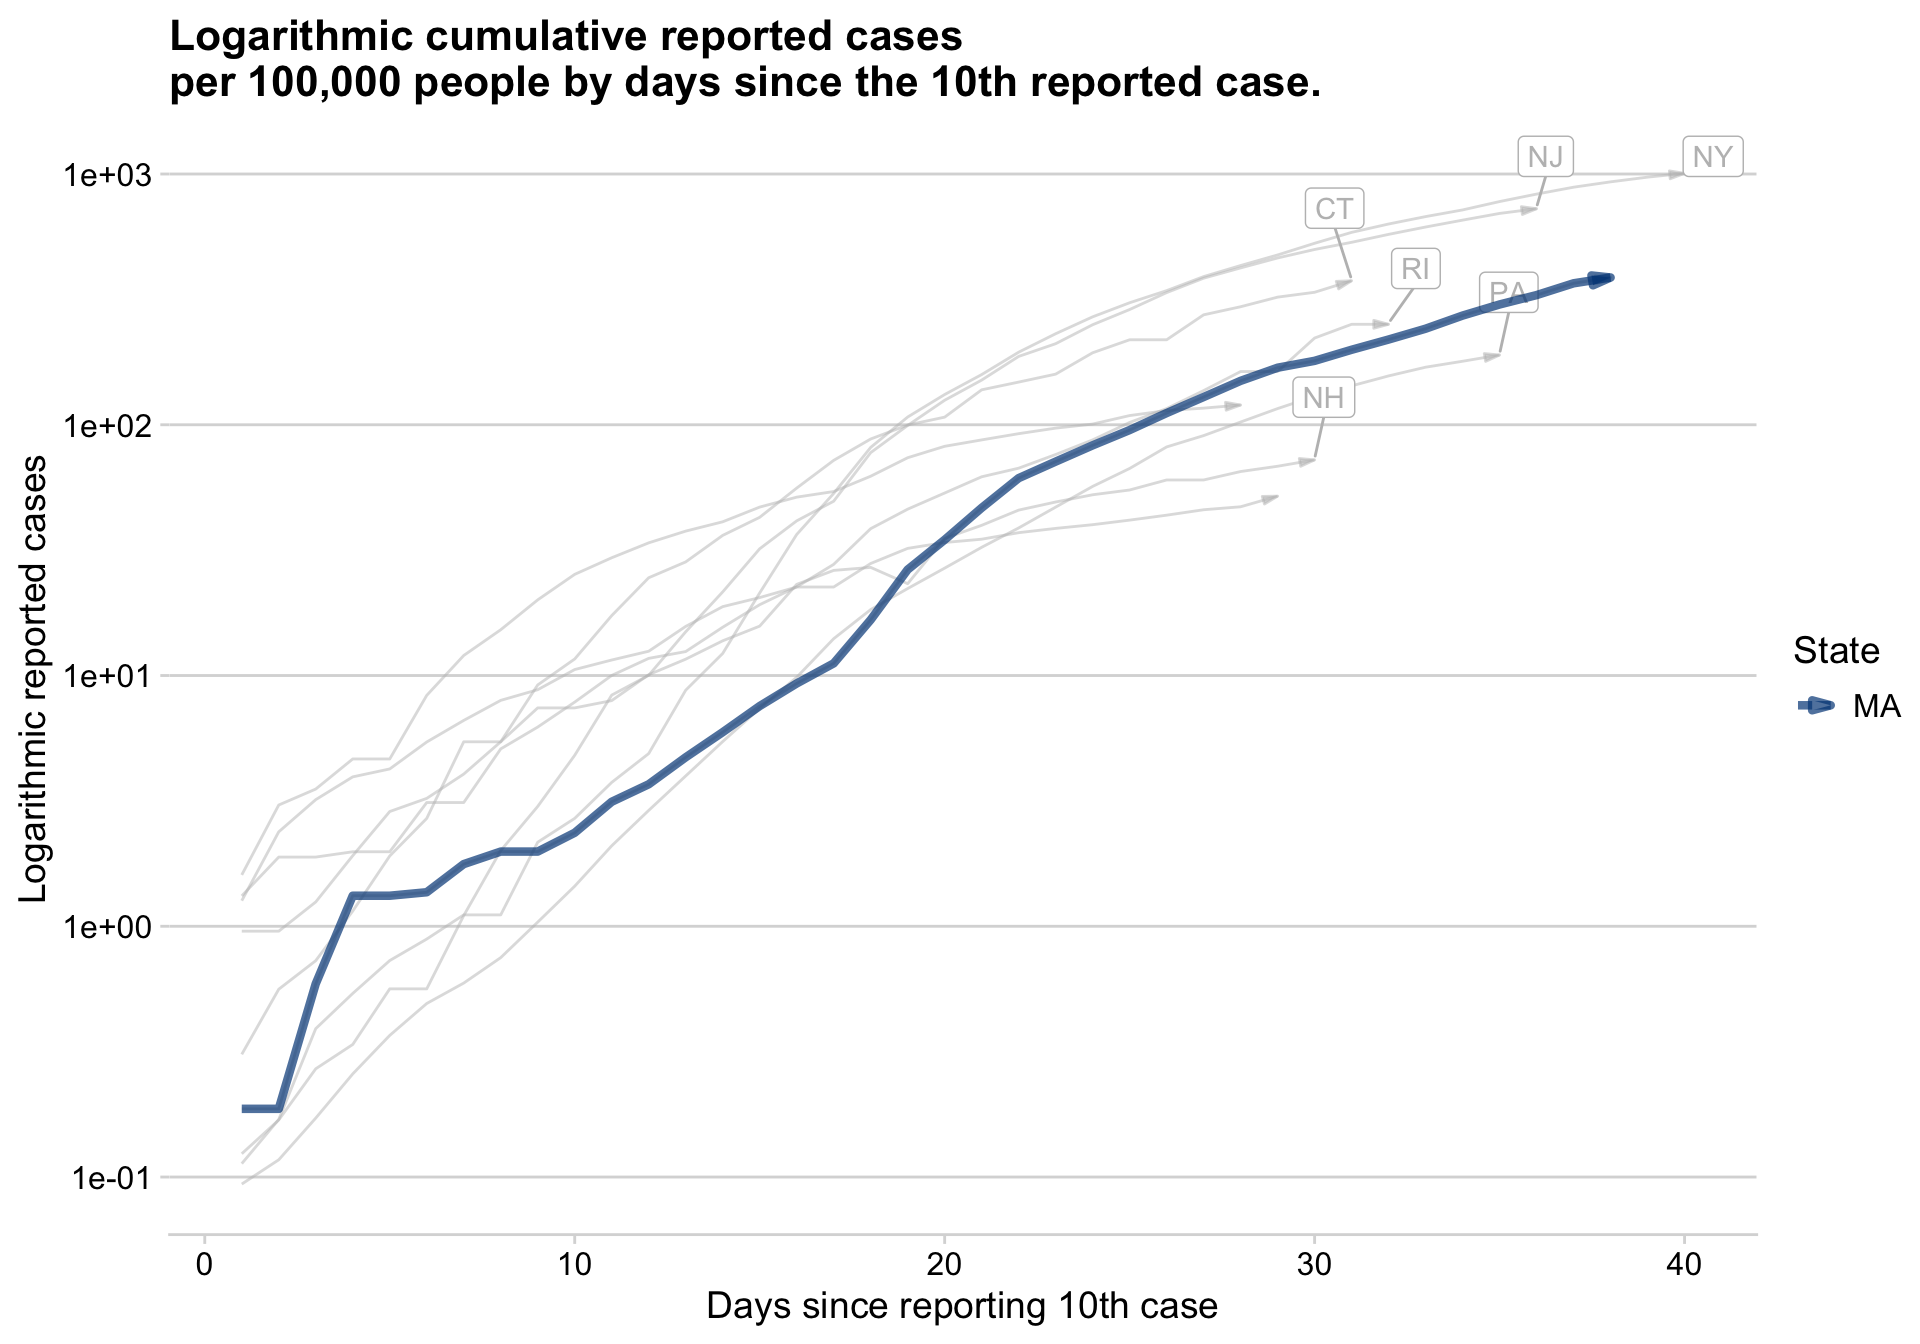 Logarithmic cumulative reported cases
per 100,000 people by days since the 10th reported case.
Logarithmic reported cases
1e+03
1e+02
1e+01
1e+00
1e-01
NJ
NY
CT
RI
PA
NH
State
MA
0
10
20
30
40
Days since reporting 10th case